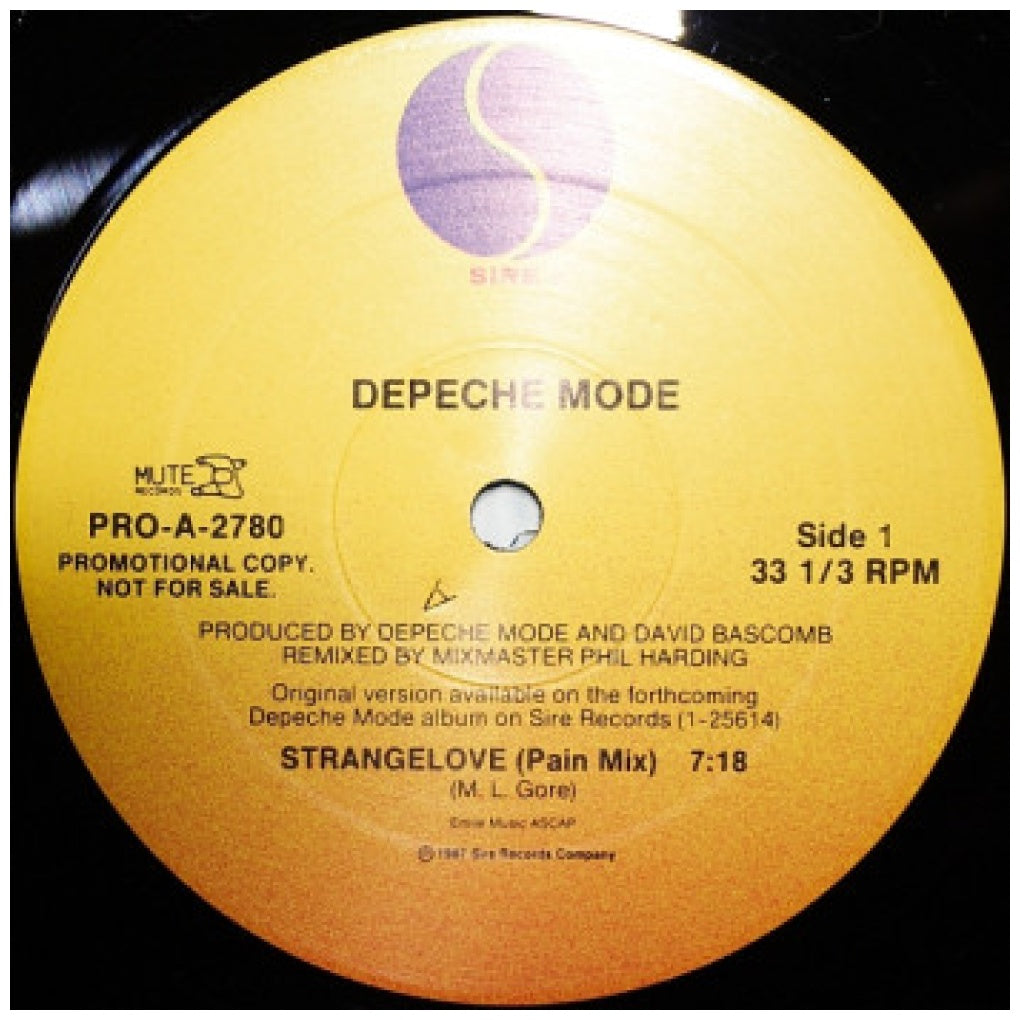 SIRE
DEPECHE MODE
MUTE
RECORDS
PRO-A-2780
PROMOTIONAL COPY.
NOT FOR SALE.
Side 1
33 1/3 RPM
PRODUCED BY DEPECHE MODE AND DAVID BASCOMB
REMIXED BY MIXMASTER PHIL HARDING
Original version available on the forthcoming
Depeche Mode album on Sire Records (1-25614)
STRANGELOVE (Pain Mix) 7:18
(M. L. Gore)
Emile Music ASCAP
℗ 1987 Sire Records Company